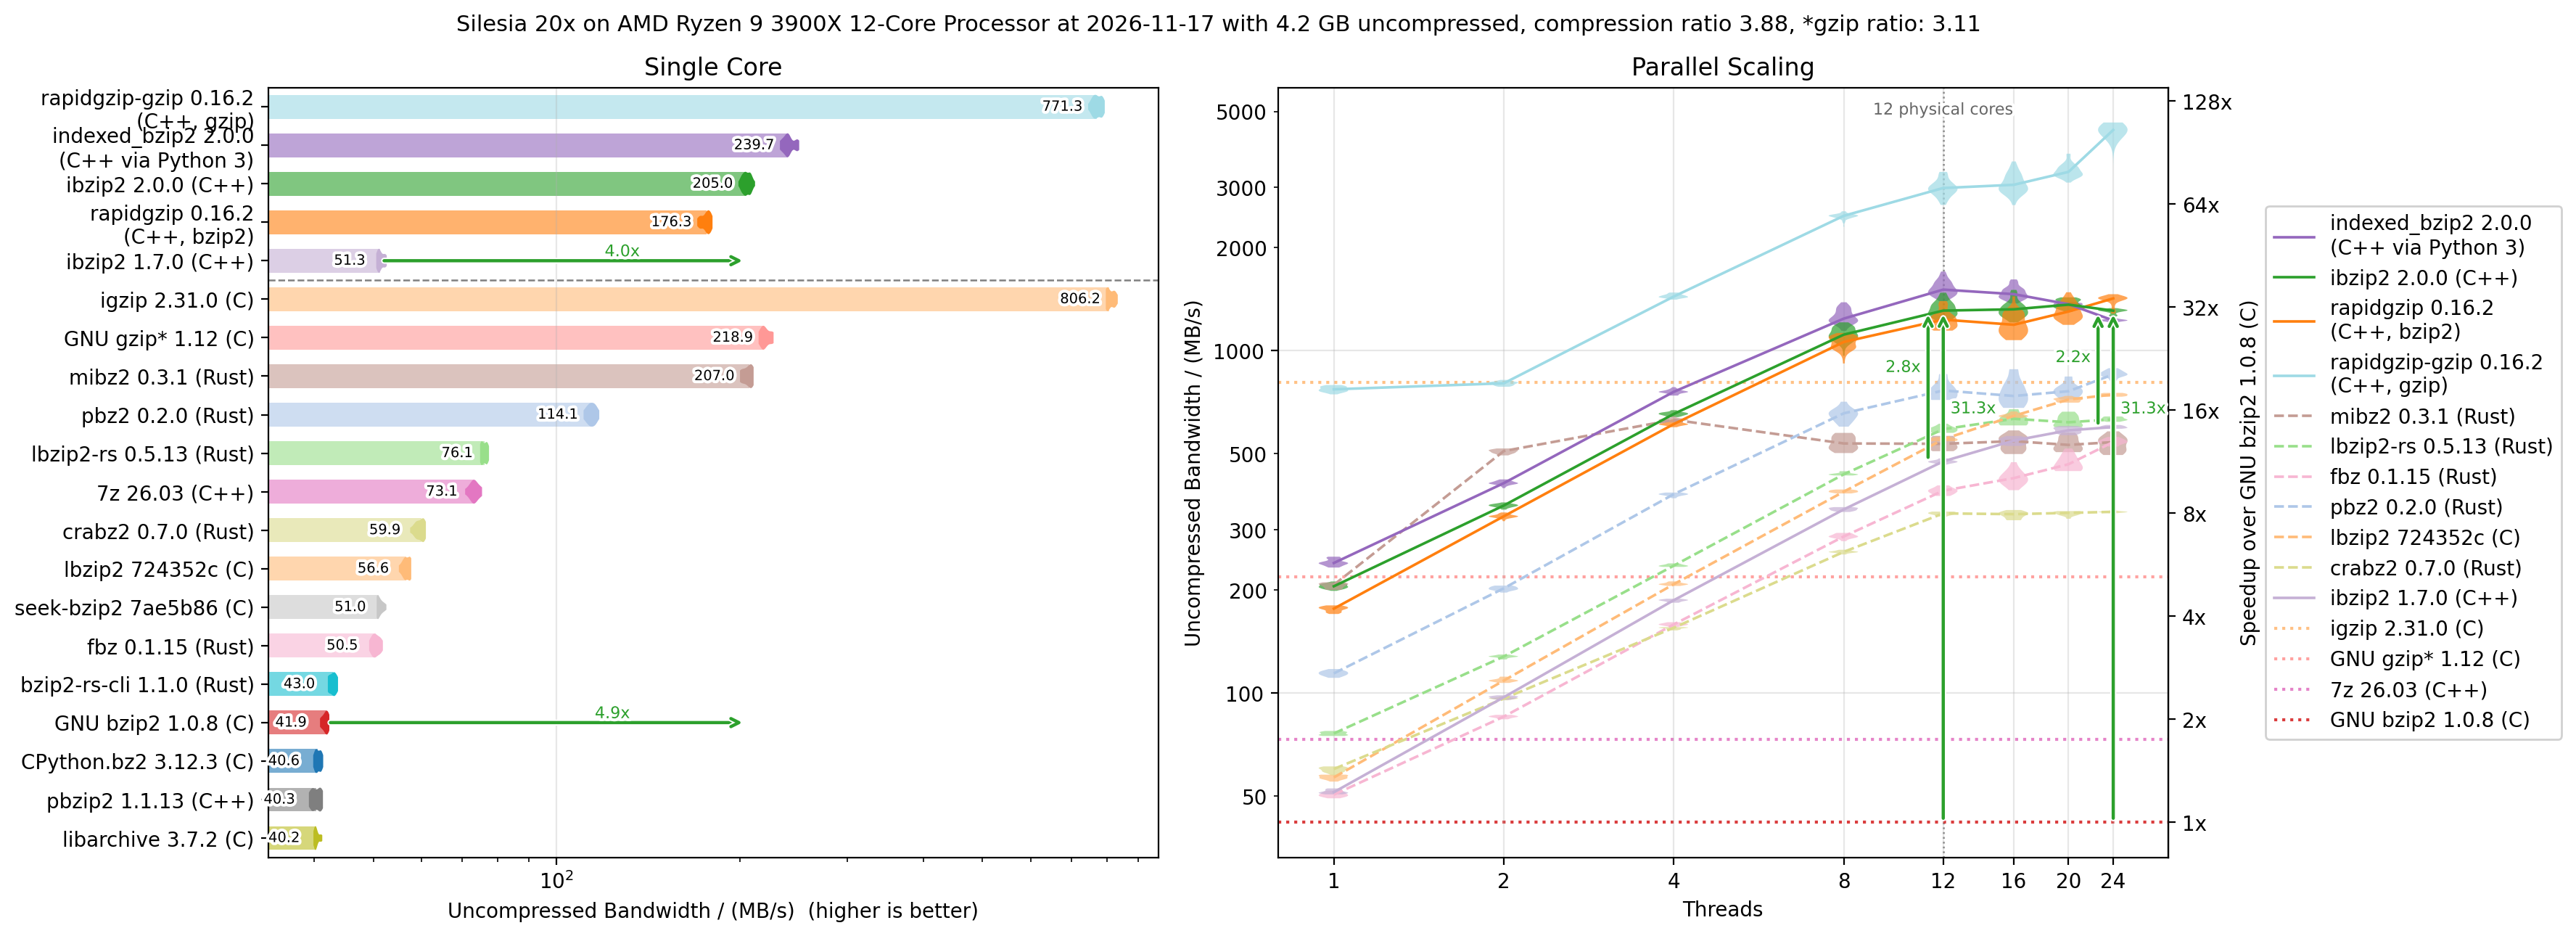 Silesia 20x on AMD Ryzen 9 3900X 12-Core Processor at 2026-11-17 with 4.2 GB uncompressed, compression ratio 3.88, *gzip ratio: 3.11
Single Core
rapidgzip-gzip 0.16.2
(C++, gzip)
771.3
indexed_bzip2 2.0.0
(C++ via Python 3)
239.7
ibzip2 2.0.0 (C++)
205.0
rapidgzip 0.16.2
(C++, bzip2)
176.3
ibzip2 1.7.0 (C++)
51.3
4.0x
igzip 2.31.0 (C)
806.2
GNU gzip* 1.12 (C)
218.9
mibz2 0.3.1 (Rust)
207.0
pbz2 0.2.0 (Rust)
114.1
lbzip2-rs 0.5.13 (Rust)
76.1
7z 26.03 (C++)
73.1
crabz2 0.7.0 (Rust)
59.9
lbzip2 724352c (C)
56.6
seek-bzip2 7ae5b86 (C)
51.0
fbz 0.1.15 (Rust)
50.5
bzip2-rs-cli 1.1.0 (Rust)
43.0
GNU bzip2 1.0.8 (C)
41.9
4.9x
CPython.bz2 3.12.3 (C)
40.6
pbzip2 1.1.13 (C++)
40.3
libarchive 3.7.2 (C)
40.2
10²
Uncompressed Bandwidth / (MB/s)  (higher is better)
Parallel Scaling
Uncompressed Bandwidth / (MB/s)
5000
3000
2000
1000
500
300
200
100
50
12 physical cores
2.8x
31.3x
2.2x
31.3x
1
2
4
8
12
16
20
24
Threads
128x
64x
32x
16x
8x
4x
2x
1x
Speedup over GNU bzip2 1.0.8 (C)
indexed_bzip2 2.0.0
(C++ via Python 3)
ibzip2 2.0.0 (C++)
rapidgzip 0.16.2
(C++, bzip2)
rapidgzip-gzip 0.16.2
(C++, gzip)
mibz2 0.3.1 (Rust)
lbzip2-rs 0.5.13 (Rust)
fbz 0.1.15 (Rust)
pbz2 0.2.0 (Rust)
lbzip2 724352c (C)
crabz2 0.7.0 (Rust)
ibzip2 1.7.0 (C++)
igzip 2.31.0 (C)
GNU gzip* 1.12 (C)
7z 26.03 (C++)
GNU bzip2 1.0.8 (C)